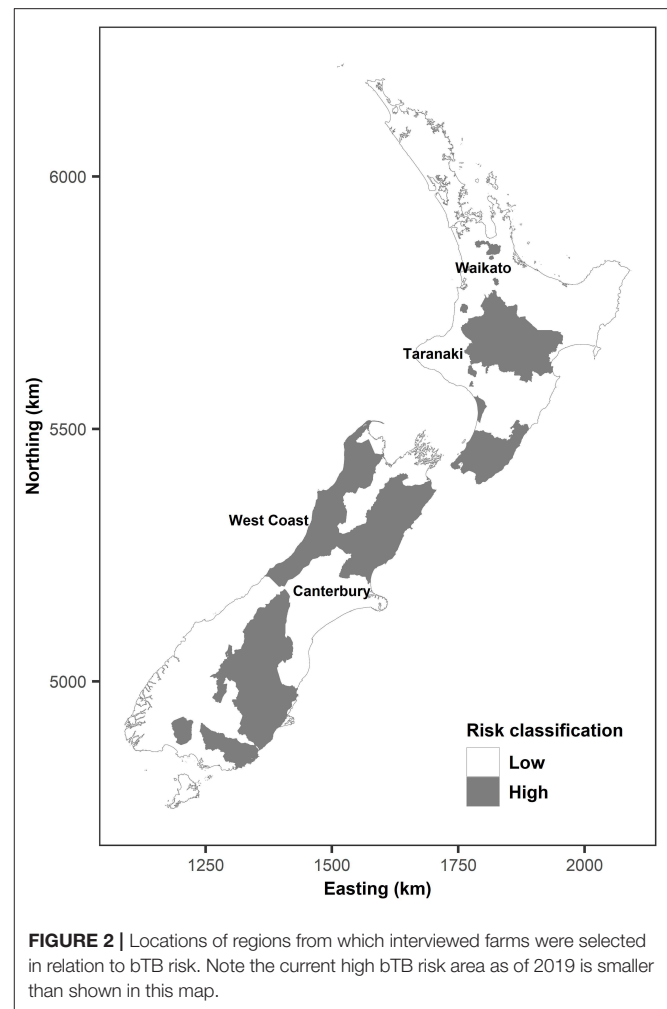 6000
Waikato
Taranaki
5500
Northing (km)
West Coast
Canterbury
5000
Risk classification
Low
High
1250 1500 1750 2000
Easting (km)
FIGURE 2 | Locations of regions from which interviewed farms were selected
in relation to bTB risk. Note the current high bTB risk area as of 2019 is smaller
than shown in this map.